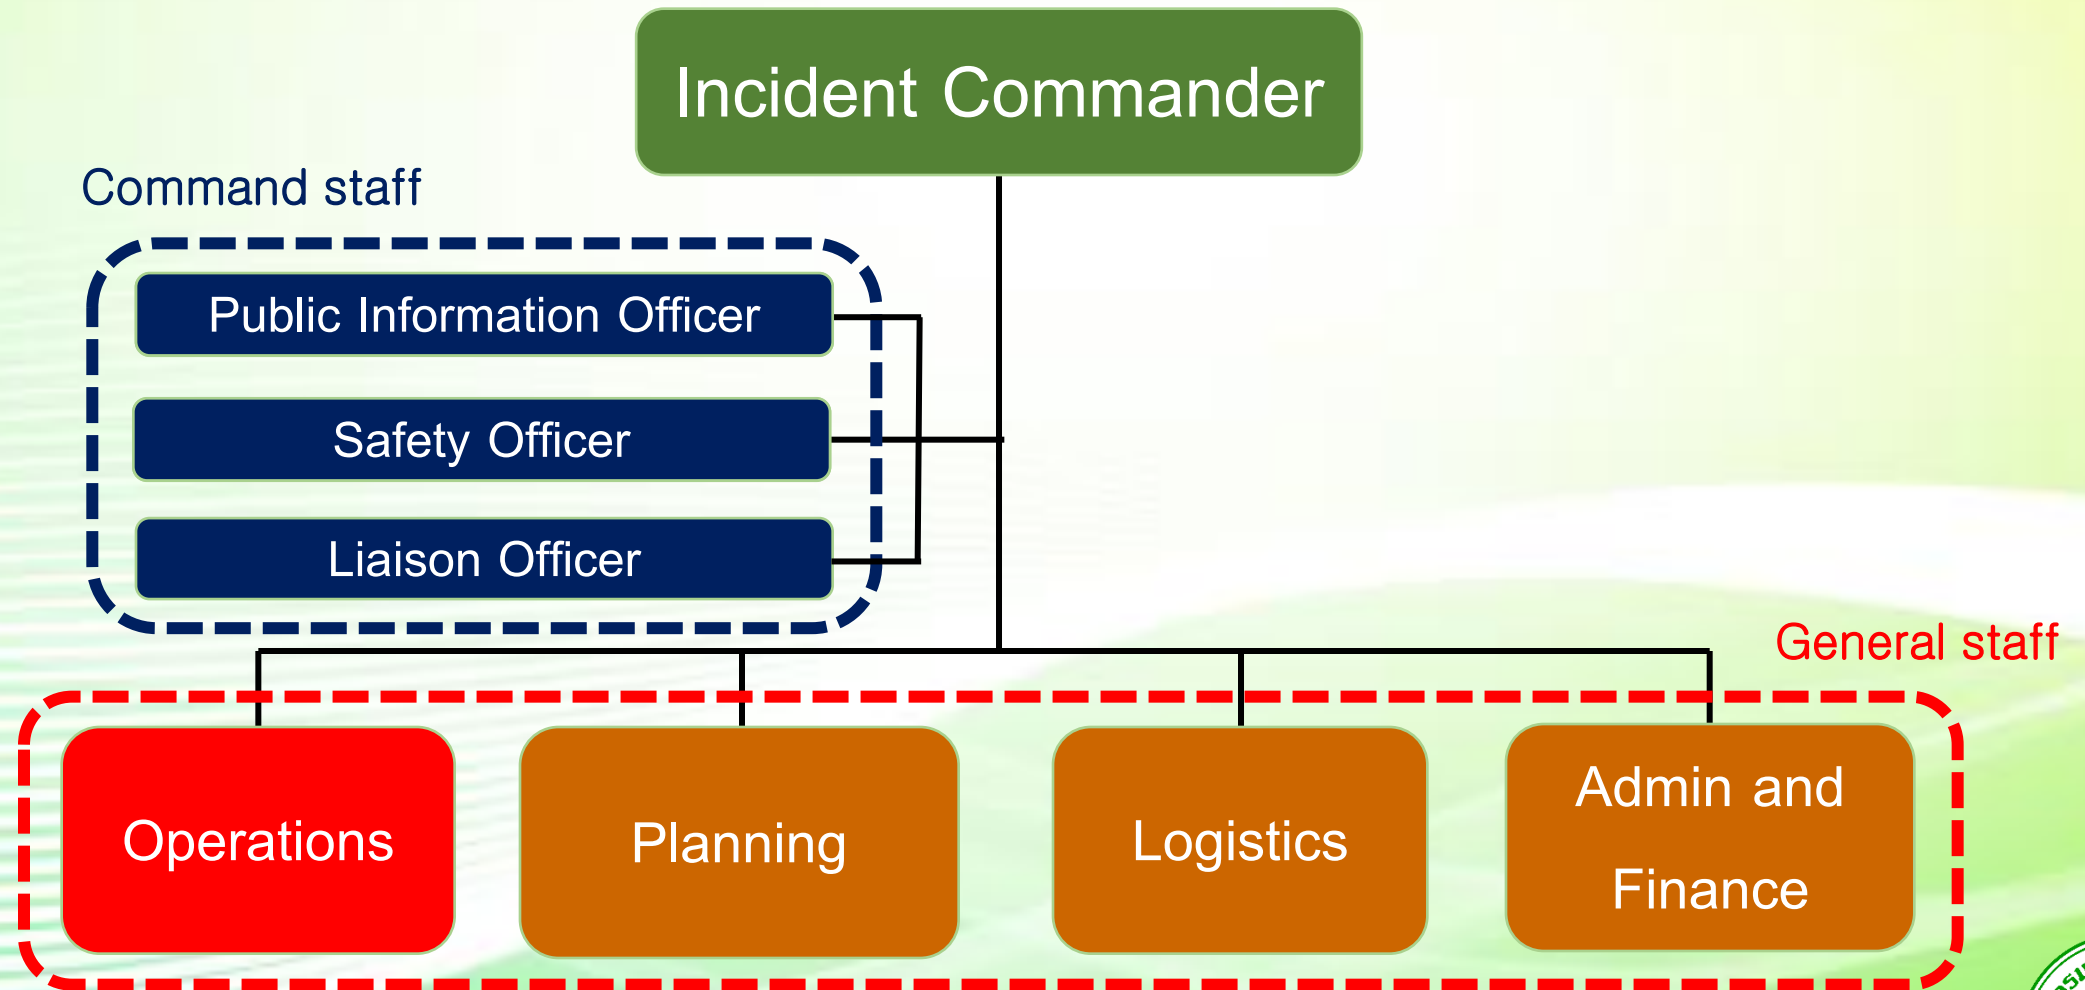 Incident Commander
Command staff
Public Information Officer
Safety Officer
Liaison Officer
General staff
Operations
Planning
Logistics
Admin and
Finance